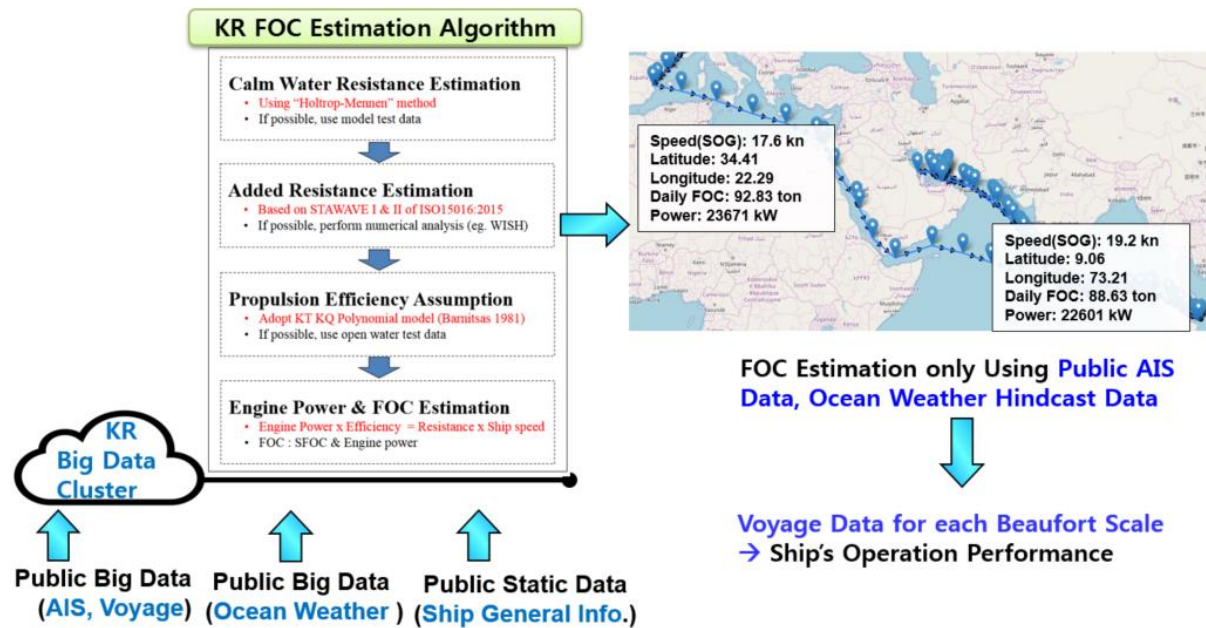 KR FOC Estimation Algorithm
Calm Water Resistance Estimation
• Using “Holtrop-Mennen” method
• If possible, use model test data
Added Resistance Estimation
• Based on STAWAVE I & II of ISO15016:2015
• If possible, perform numerical analysis (eg. WISH)
Propulsion Efficiency Assumption
• Adopt KT KQ Polynomial model (Barnitsas 1981)
• If possible, use open water test data
Engine Power & FOC Estimation
• Engine Power x Efficiency = Resistance x Ship speed
• FOC : SFOC & Engine power
KR
Big Data
Cluster
Public Big Data
(AIS, Voyage)
Public Big Data
(Ocean Weather )
Public Static Data
(Ship General Info.)
Speed(SOG): 17.6 kn
Latitude: 34.41
Longitude: 22.29
Daily FOC: 92.83 ton
Power: 23671 kW
Speed(SOG): 19.2 kn
Latitude: 9.06
Longitude: 73.21
Daily FOC: 88.63 ton
Power: 22601 kW
FOC Estimation only Using Public AIS
Data, Ocean Weather Hindcast Data
Voyage Data for each Beaufort Scale
→ Ship’s Operation Performance